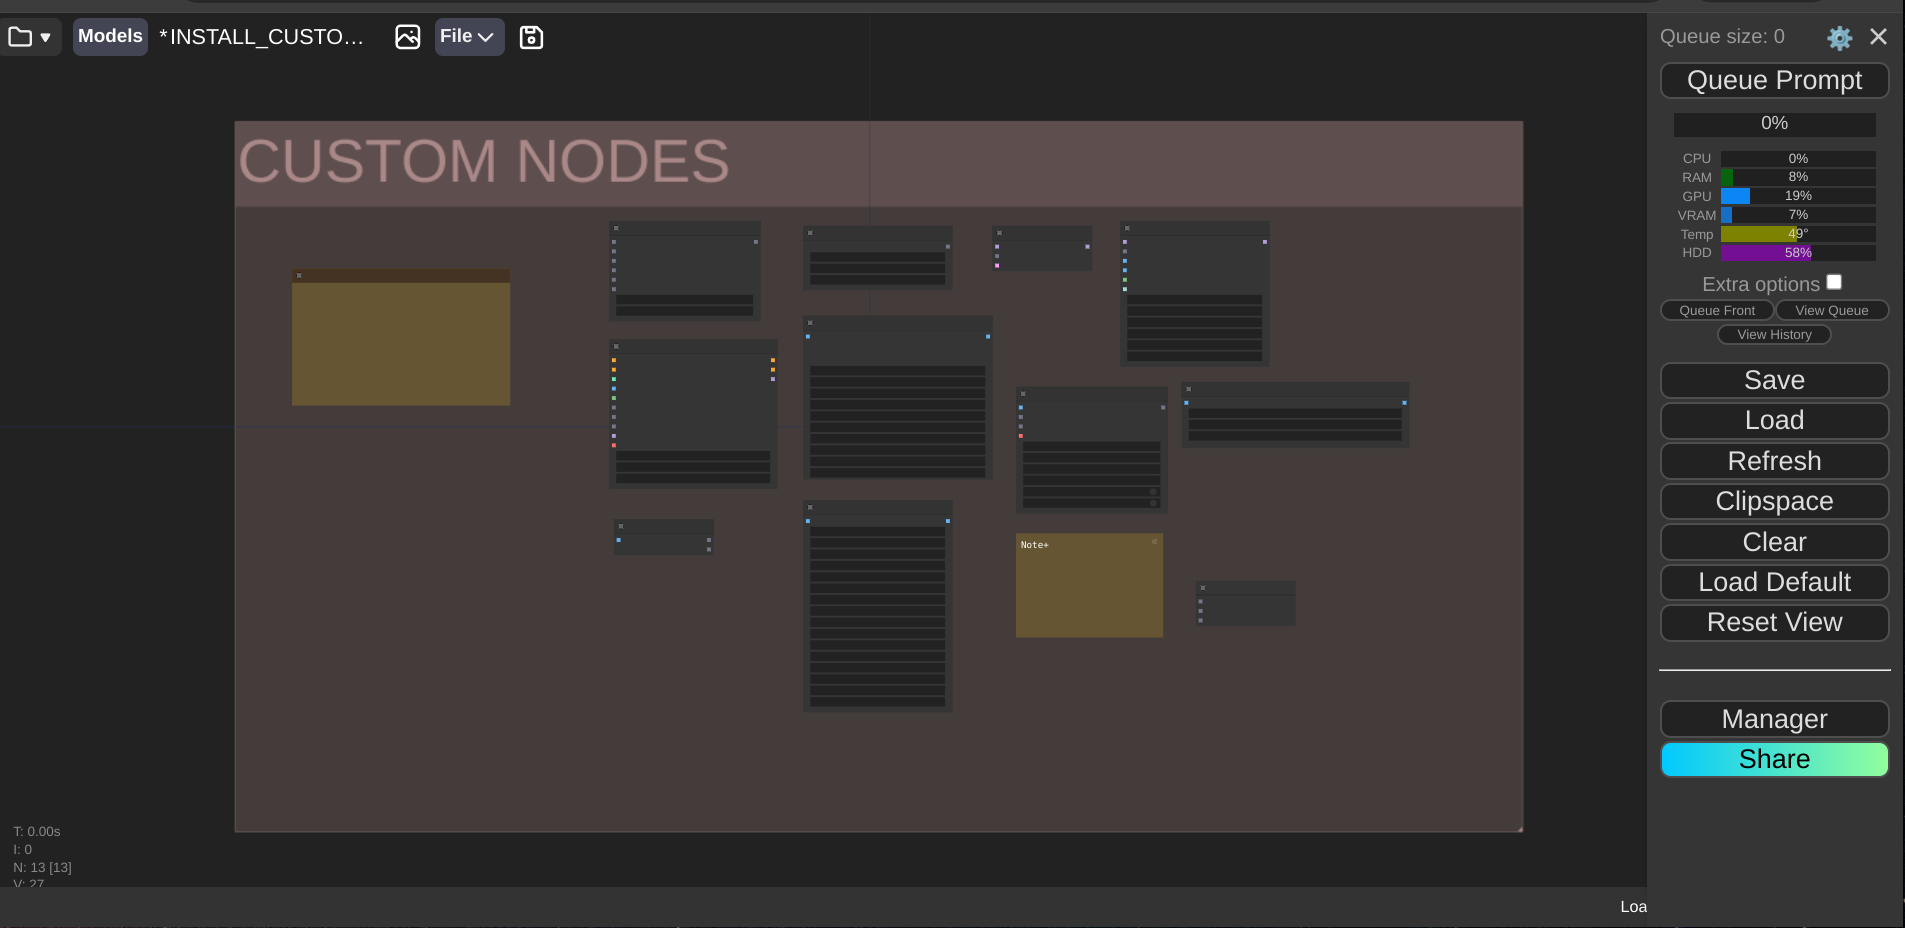 Models
*INSTALL_CUSTO...
File
CUSTOM NODES
Note+
T: 0.00s
I: 0
N: 13 [13]
V: 27
Loa
Queue size: 0
Queue Prompt
0%
CPU 0%
RAM 8%
GPU 19%
VRAM 7%
Temp 49°
HDD 58%
Extra options
Queue Front View Queue
View History
Save
Load
Refresh
Clipspace
Clear
Load Default
Reset View
Manager
Share